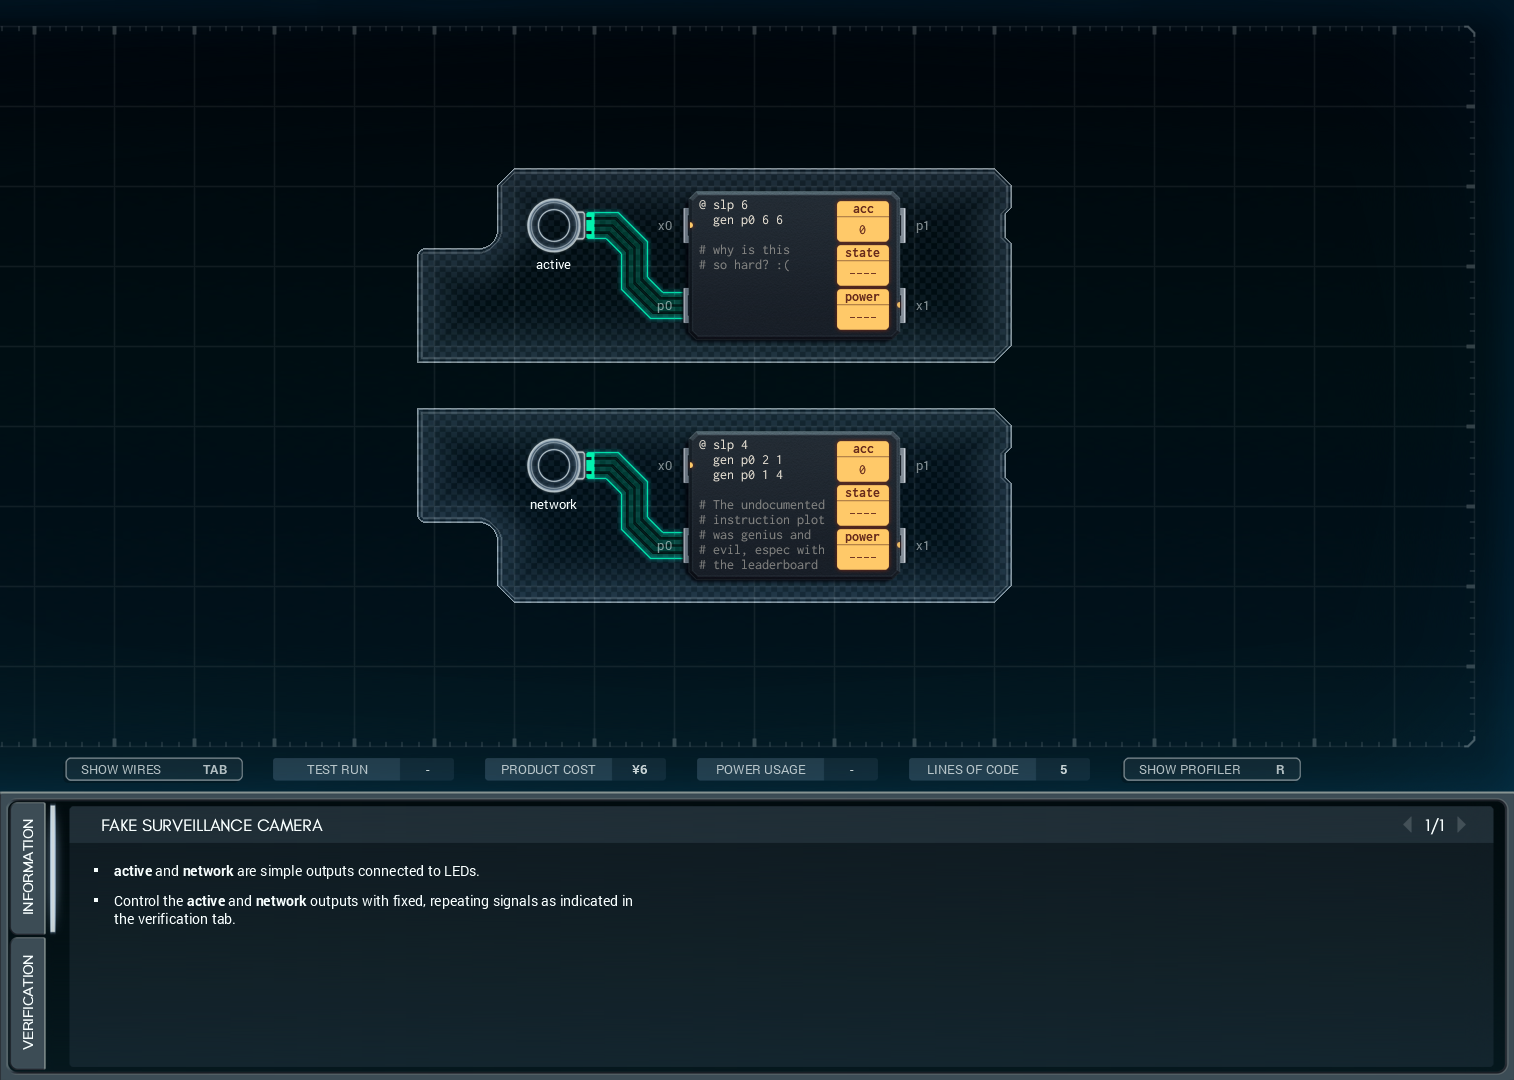 @ slp 6
gen p0 6 6
# why is this
# so hard? :(
acc
0
state
----
power
----
x0
p0
p1
x1
active
@ slp 4
gen p0 2 1
gen p0 1 4
# The undocumented
# instruction plot
# was genius and
# evil, espec with
# the leaderboard
acc
0
state
----
power
----
x0
p0
p1
x1
network
SHOW WIRES TAB
TEST RUN -
PRODUCT COST ¥6
POWER USAGE -
LINES OF CODE 5
SHOW PROFILER R
INFORMATION
VERIFICATION
FAKE SURVEILLANCE CAMERA
1/1
▪ active and network are simple outputs connected to LEDs.
▪ Control the active and network outputs with fixed, repeating signals as indicated in
the verification tab.